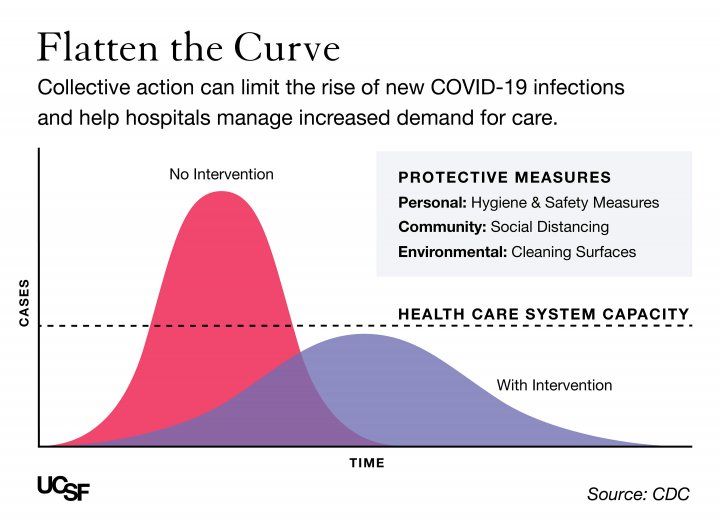 Flatten the Curve
Collective action can limit the rise of new COVID-19 infections
and help hospitals manage increased demand for care.
No Intervention
PROTECTIVE MEASURES
Personal: Hygiene & Safety Measures
Community: Social Distancing
Environmental: Cleaning Surfaces
CASES
HEALTH CARE SYSTEM CAPACITY
With Intervention
TIME
UCSF
Source: CDC